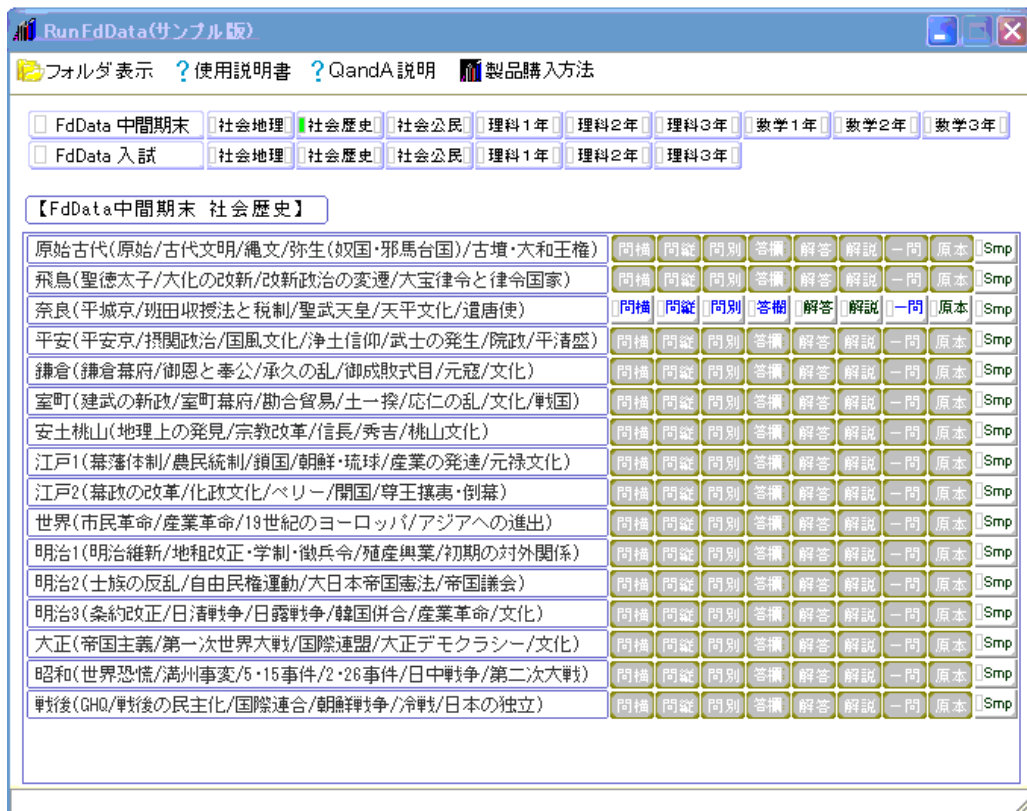 RunFdData(サンプル版)
フォルダ表示 ?使用説明書 ?QandA説明 製品購入方法
FdData 中間期末 社会地理 社会歴史 社会公民 理科1年 理科2年 理科3年 数学1年 数学2年 数学3年
FdData 入試 社会地理 社会歴史 社会公民 理科1年 理科2年 理科3年
【FdData中間期末 社会歴史】
原始古代(原始/古代文明/縄文/弥生(奴国・邪馬台国)/古墳・大和王権) 問横 問縦 問別 答欄 解答 解説 一問 原本 Smp
飛鳥(聖徳太子/大化の改新/改新政治の変遷/大宝律令と律令国家) 問横 問縦 問別 答欄 解答 解説 一問 原本 Smp
奈良(平城京/班田収授法と税制/聖武天皇/天平文化/遣唐使) 問横 問縦 問別 答欄 解答 解説 一問 原本 Smp
平安(平安京/摂関政治/国風文化/浄土信仰/武士の発生/院政/平清盛) 問横 問縦 問別 答欄 解答 解説 一問 原本 Smp
鎌倉(鎌倉幕府/御恩と奉公/承久の乱/御成敗式目/元寇/文化) 問横 問縦 問別 答欄 解答 解説 一問 原本 Smp
室町(建武の新政/室町幕府/勘合貿易/土一揆/応仁の乱/文化/戦国) 問横 問縦 問別 答欄 解答 解説 一問 原本 Smp
安土桃山(地理上の発見/宗教改革/信長/秀吉/桃山文化) 問横 問縦 問別 答欄 解答 解説 一問 原本 Smp
江戸1(幕藩体制/農民統制/鎖国/朝鮮・琉球/産業の発達/元禄文化) 問横 問縦 問別 答欄 解答 解説 一問 原本 Smp
江戸2(幕政の改革/化政文化/ペリー/開国/尊王攘夷・倒幕) 問横 問縦 問別 答欄 解答 解説 一問 原本 Smp
世界(市民革命/産業革命/19世紀のヨーロッパ/アジアへの進出) 問横 問縦 問別 答欄 解答 解説 一問 原本 Smp
明治1(明治維新/地租改正・学制・徴兵令/殖産興業/初期の対外関係) 問横 問縦 問別 答欄 解答 解説 一問 原本 Smp
明治2(士族の反乱/自由民権運動/大日本帝国憲法/帝国議会) 問横 問縦 問別 答欄 解答 解説 一問 原本 Smp
明治3(条約改正/日清戦争/日露戦争/韓国併合/産業革命/文化) 問横 問縦 問別 答欄 解答 解説 一問 原本 Smp
大正(帝国主義/第一次世界大戦/国際連盟/大正デモクラシー/文化) 問横 問縦 問別 答欄 解答 解説 一問 原本 Smp
昭和(世界恐慌/満州事変/5・15事件/2・26事件/日中戦争/第二次大戦) 問横 問縦 問別 答欄 解答 解説 一問 原本 Smp
戦後(GHQ/戦後の民主化/国際連合/朝鮮戦争/冷戦/日本の独立) 問横 問縦 問別 答欄 解答 解説 一問 原本 Smp